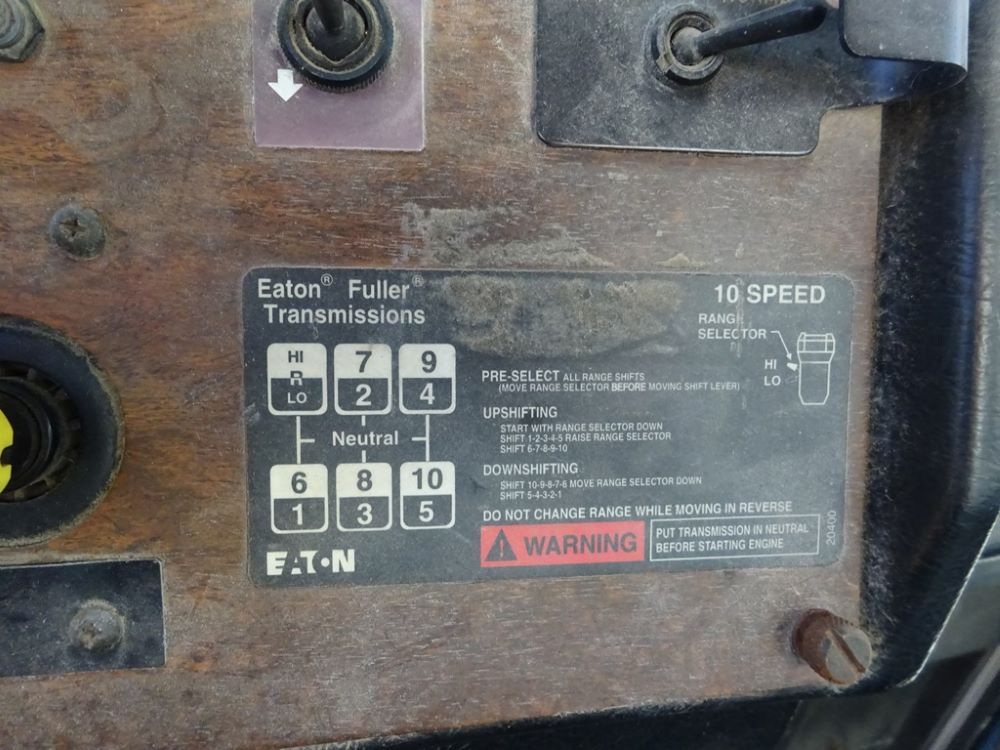 Eaton® Fuller®
Transmissions
10 SPEED
RANGE
SELECTOR
HI
LO
HI
R
LO
7
2
9
4
Neutral
6
1
8
3
10
5
PRE-SELECT ALL RANGE SHIFTS
(MOVE RANGE SELECTOR BEFORE MOVING SHIFT LEVER)
UPSHIFTING
START WITH RANGE SELECTOR DOWN
SHIFT 1-2-3-4-5 RAISE RANGE SELECTOR
SHIFT 6-7-8-9-10
DOWNSHIFTING
SHIFT 10-9-8-7-6 MOVE RANGE SELECTOR DOWN
SHIFT 5-4-3-2-1
DO NOT CHANGE RANGE WHILE MOVING IN REVERSE
WARNING
PUT TRANSMISSION IN NEUTRAL
BEFORE STARTING ENGINE
20400
EATON